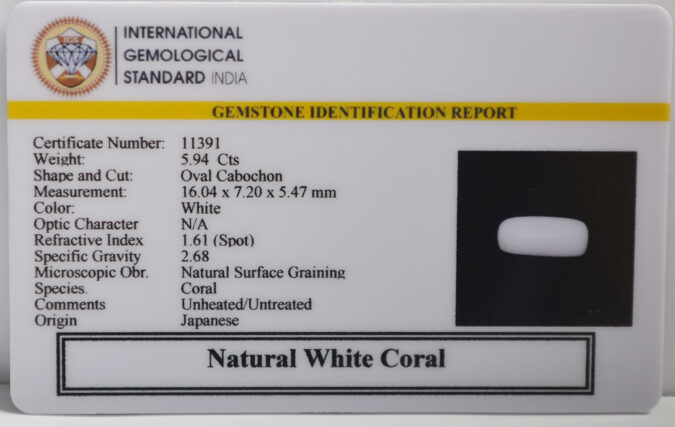 INTERNATIONAL
GEMOLOGICAL
STANDARD INDIA
GEMSTONE IDENTIFICATION REPORT
Certificate Number: 11391
Weight: 5.94 Cts
Shape and Cut: Oval Cabochon
Measurement: 16.04 x 7.20 x 5.47 mm
Color: White
Optic Character N/A
Refractive Index 1.61 (Spot)
Specific Gravity 2.68
Microscopic Obr. Natural Surface Graining
Species. Coral
Comments Unheated/Untreated
Origin Japanese
Natural White Coral